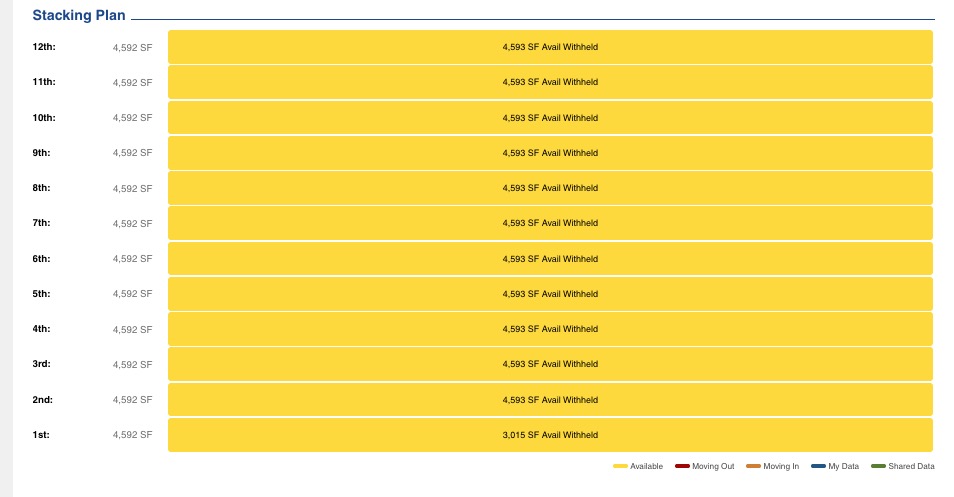 Stacking Plan
12th: 4,592 SF 4,593 SF Avail Withheld
11th: 4,592 SF 4,593 SF Avail Withheld
10th: 4,592 SF 4,593 SF Avail Withheld
9th: 4,592 SF 4,593 SF Avail Withheld
8th: 4,592 SF 4,593 SF Avail Withheld
7th: 4,592 SF 4,593 SF Avail Withheld
6th: 4,592 SF 4,593 SF Avail Withheld
5th: 4,592 SF 4,593 SF Avail Withheld
4th: 4,592 SF 4,593 SF Avail Withheld
3rd: 4,592 SF 4,593 SF Avail Withheld
2nd: 4,592 SF 4,593 SF Avail Withheld
1st: 4,592 SF 3,015 SF Avail Withheld
Available Moving Out Moving In My Data Shared Data